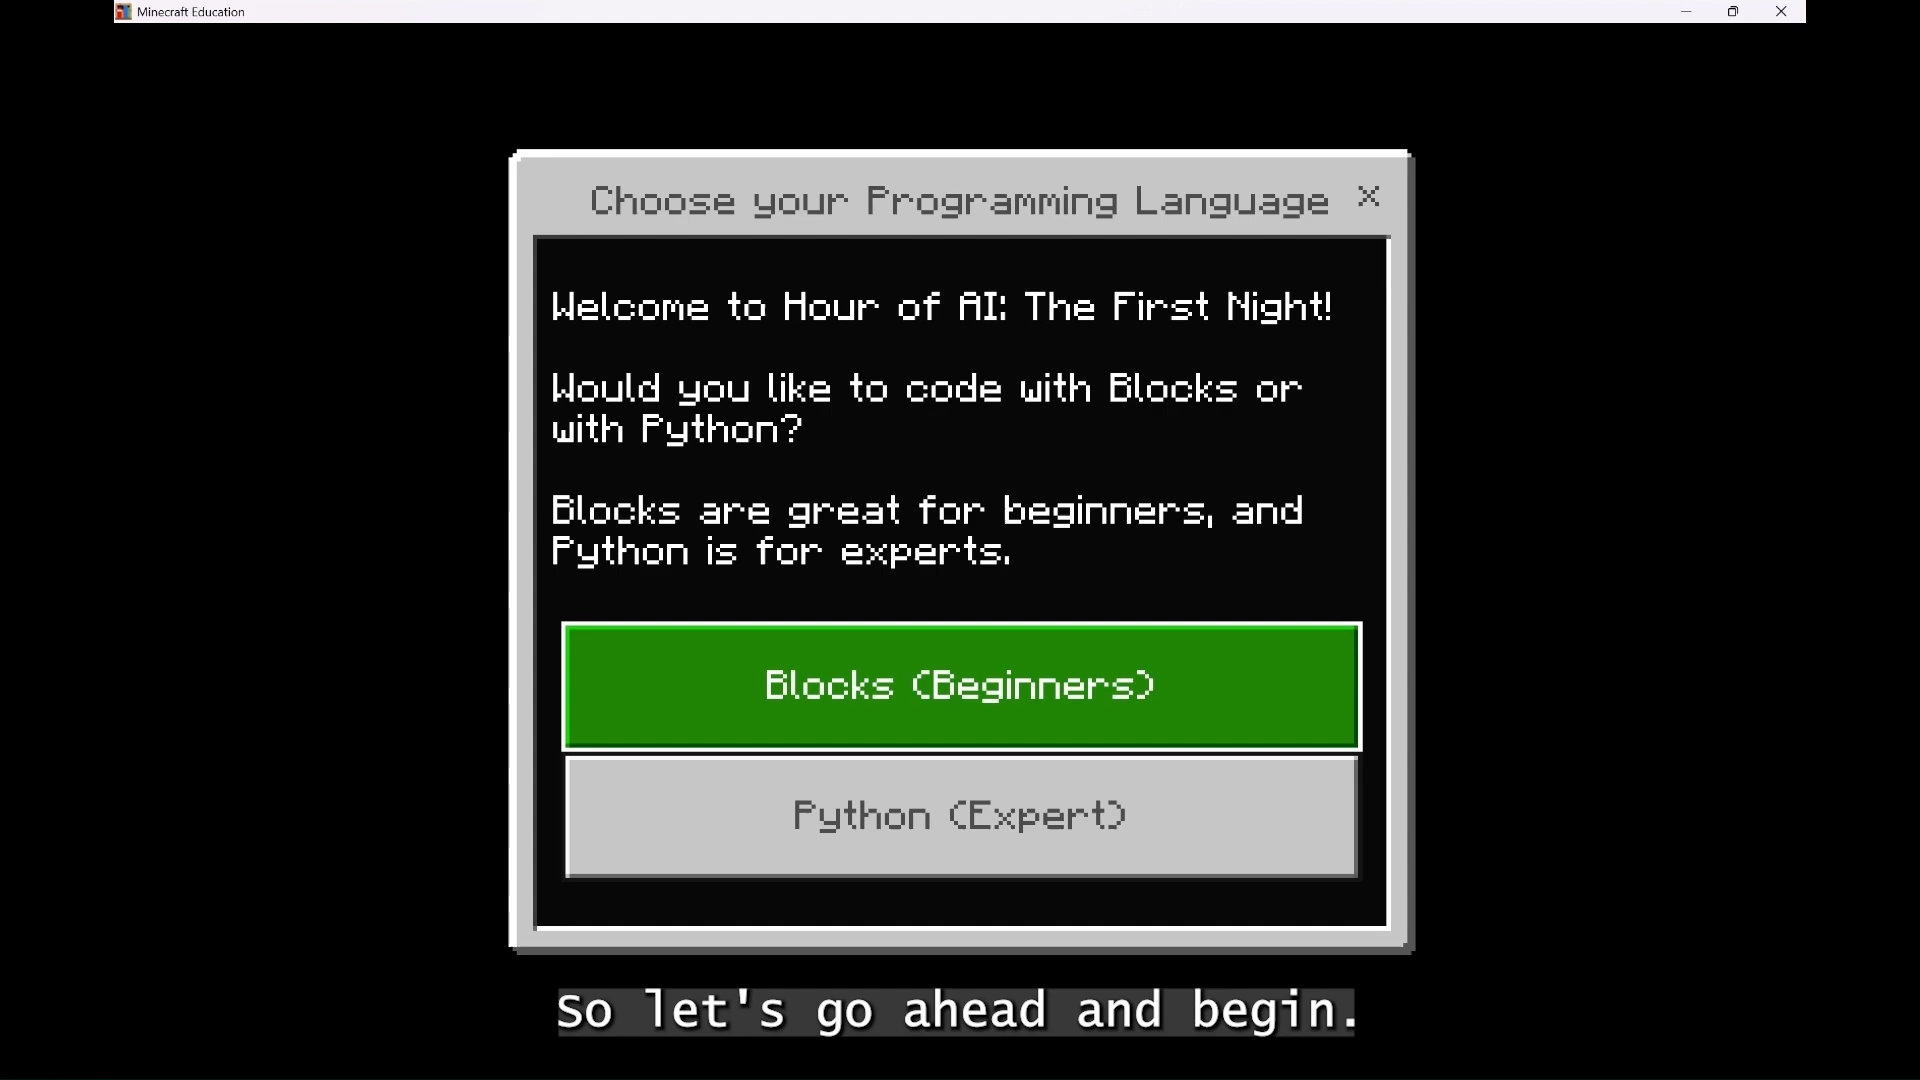 Minecraft Education
Choose your Programming Language
Welcome to Hour of AI: The First Night!
Would you like to code with Blocks or
with Python?
Blocks are great for beginners, and
Python is for experts.
Blocks (Beginners)
Python (Expert)
So let's go ahead and begin.